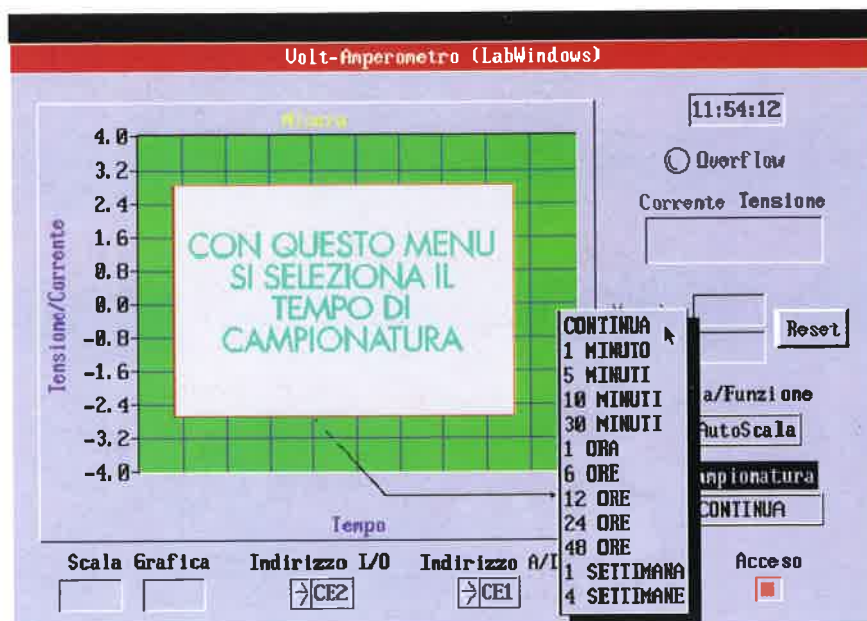 Volt-Amperometro (LabWindows)
11:54:12
Misura
Overflow
Corrente Tensione
4.0
3.2
2.4
1.6
0.8
0.0
-0.8
-1.6
-2.4
-3.2
-4.0
Tensione/Corrente
CON QUESTO MENU
SI SELEZIONA IL
TEMPO DI
CAMPIONATURA
Reset
CONTINUA
1 MINUTO
5 MINUTI
10 MINUTI
30 MINUTI
1 ORA
6 ORE
12 ORE
24 ORE
48 ORE
1 SETTIMANA
4 SETTIMANE
a/Funzione
AutoScala
ampionatura
CONTINUA
Tempo
Scala Grafica
Indirizzo I/O
CE2
Indirizzo A/D
CE1
Acceso